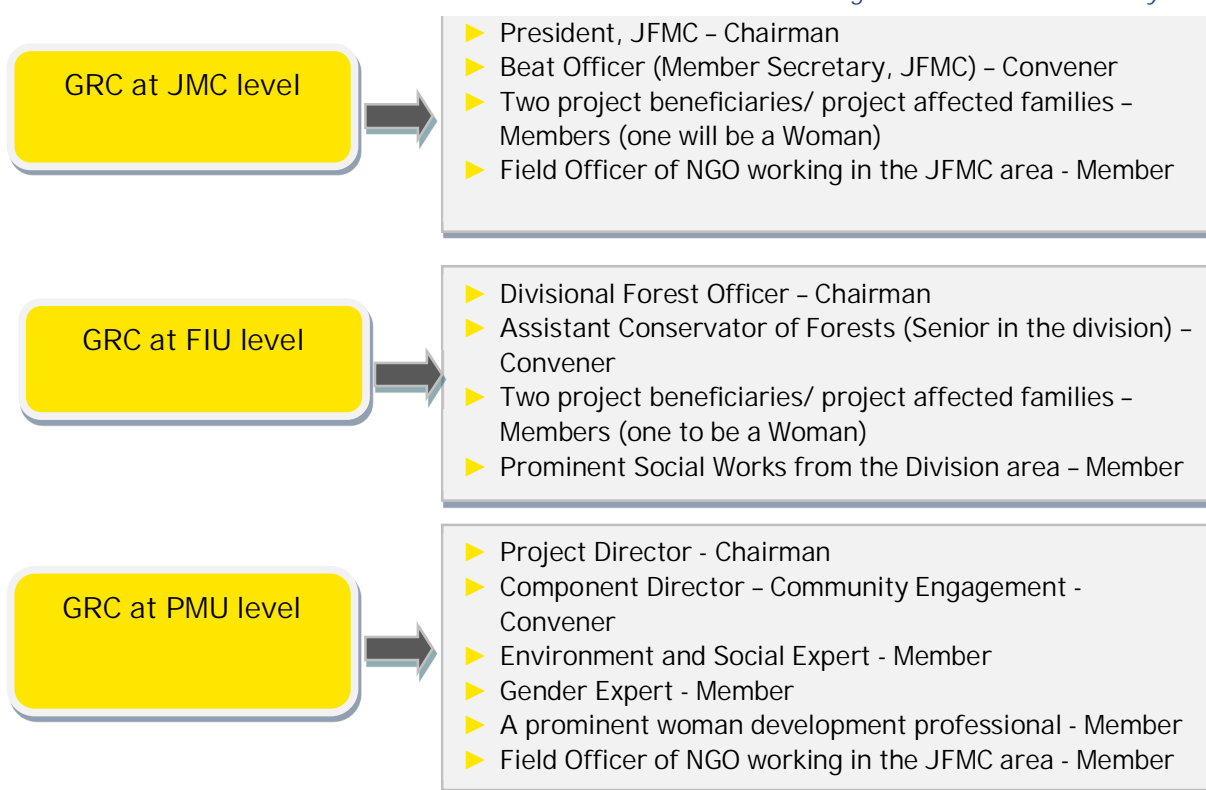 President, JFMC – Chairman
GRC at JMC level
Beat Officer (Member Secretary, JFMC) – Convener
Two project beneficiaries/ project affected families –
Members (one will be a Woman)
Field Officer of NGO working in the JFMC area - Member
Divisional Forest Officer – Chairman
GRC at FIU level
Assistant Conservator of Forests (Senior in the division) –
Convener
Two project beneficiaries/ project affected families –
Members (one to be a Woman)
Prominent Social Works from the Division area – Member
Project Director - Chairman
GRC at PMU level
Component Director – Community Engagement -
Convener
Environment and Social Expert - Member
Gender Expert - Member
A prominent woman development professional - Member
Field Officer of NGO working in the JFMC area - Member